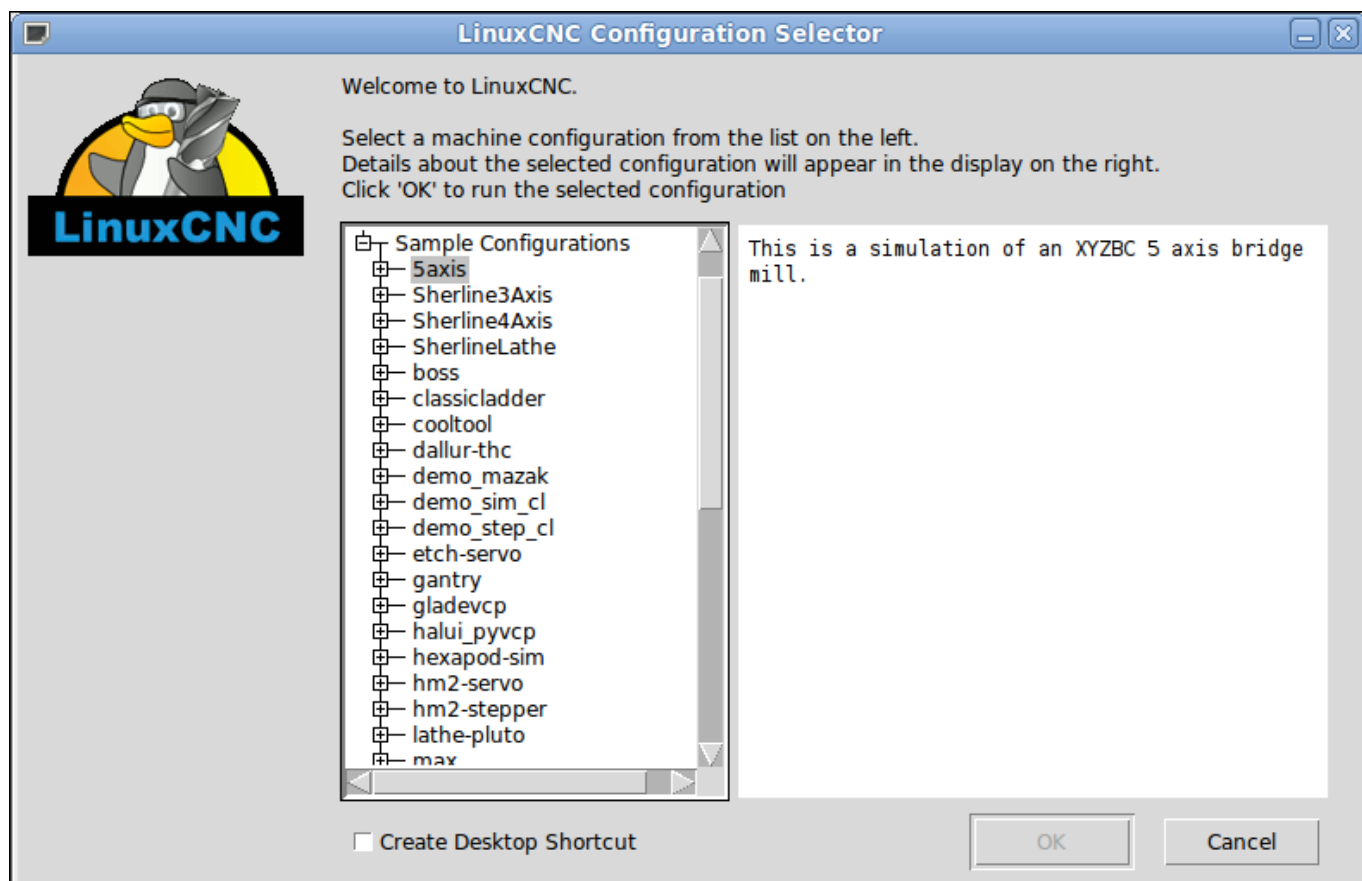 LinuxCNC Configuration Selector
LinuxCNC
Welcome to LinuxCNC.
Select a machine configuration from the list on the left.
Details about the selected configuration will appear in the display on the right.
Click 'OK' to run the selected configuration
Sample Configurations
5axis
Sherline3Axis
Sherline4Axis
SherlineLathe
boss
classicladder
cooltool
dallur-thc
demo_mazak
demo_sim_cl
demo_step_cl
etch-servo
gantry
gladevcp
halui_pyvcp
hexapod-sim
hm2-servo
hm2-stepper
lathe-pluto
max
This is a simulation of an XYZBC 5 axis bridge
mill.
Create Desktop Shortcut
OK
Cancel